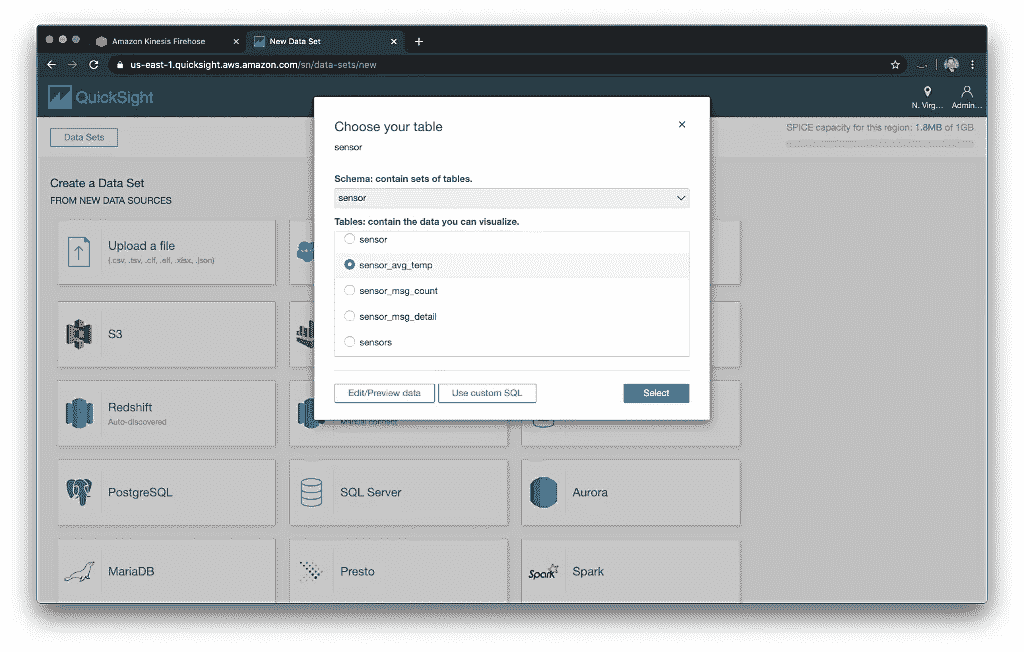 Amazon Kinesis Firehose
New Data Set
us-east-1.quicksight.aws.amazon.com/sn/data-sets/new
QuickSight
N. Virg...
Admin...
Data Sets
SPICE capacity for this region: 1.8MB of 1GB
Create a Data Set
FROM NEW DATA SOURCES
Upload a file
(.csv, .tsv, .clf, .elf, .xlsx, .json)
S3
Redshift
Auto-discovered
Manual connect
PostgreSQL
SQL Server
Aurora
MariaDB
Presto
Spark
Spark
Choose your table
sensor
Schema: contain sets of tables.
sensor
Tables: contain the data you can visualize.
sensor
sensor_avg_temp
sensor_msg_count
sensor_msg_detail
sensors
Edit/Preview data
Use custom SQL
Select